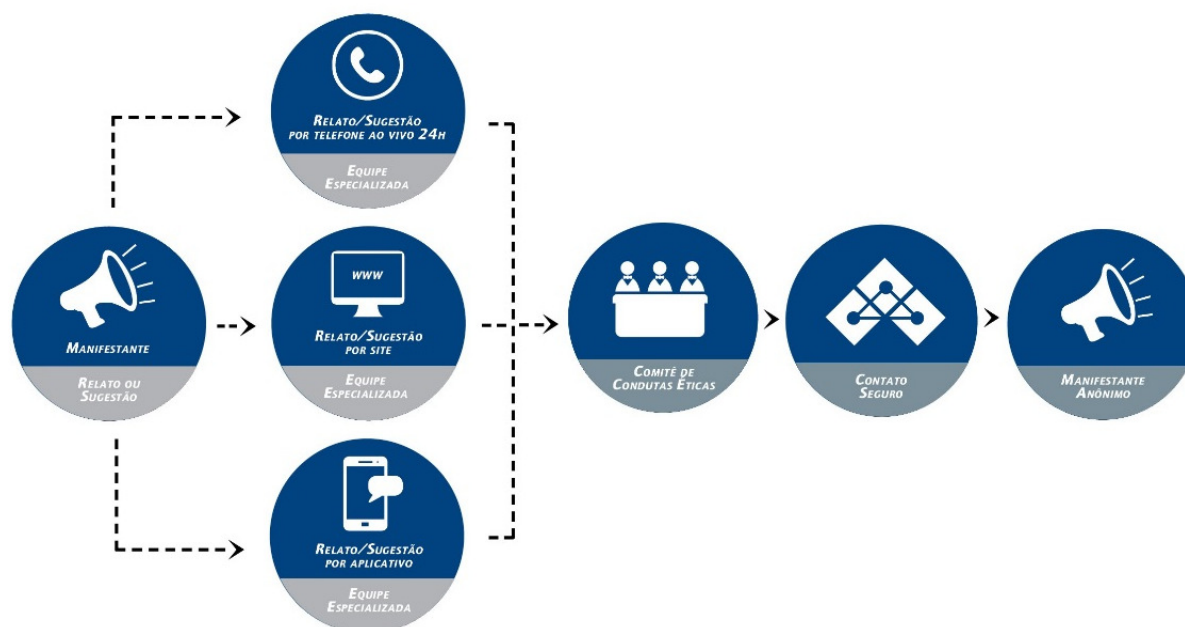 Relato/Sugestão
por telefone ao vivo 24h
Equipe
Especializada
Manifestante
Relato ou
Sugestão
www
Relato/Sugestão
por site
Equipe
Especializada
Relato/Sugestão
por aplicativo
Equipe
Especializada
Comitê de
Condutas Éticas
Contato
Seguro
Manifestante
Anônimo